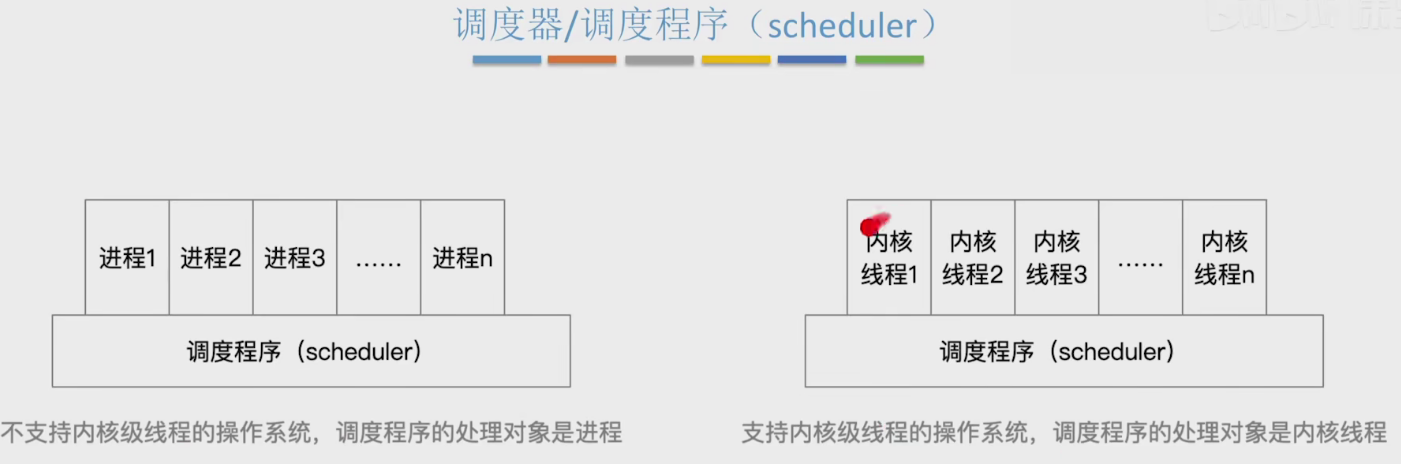 调度器/调度程序（scheduler）
进程1
进程2
进程3
……
进程n
调度程序（scheduler）
不支持内核级线程的操作系统，调度程序的处理对象是进程
内核
线程1
内核
线程2
内核
线程3
……
内核
线程n
调度程序（scheduler）
支持内核级线程的操作系统，调度程序的处理对象是内核线程